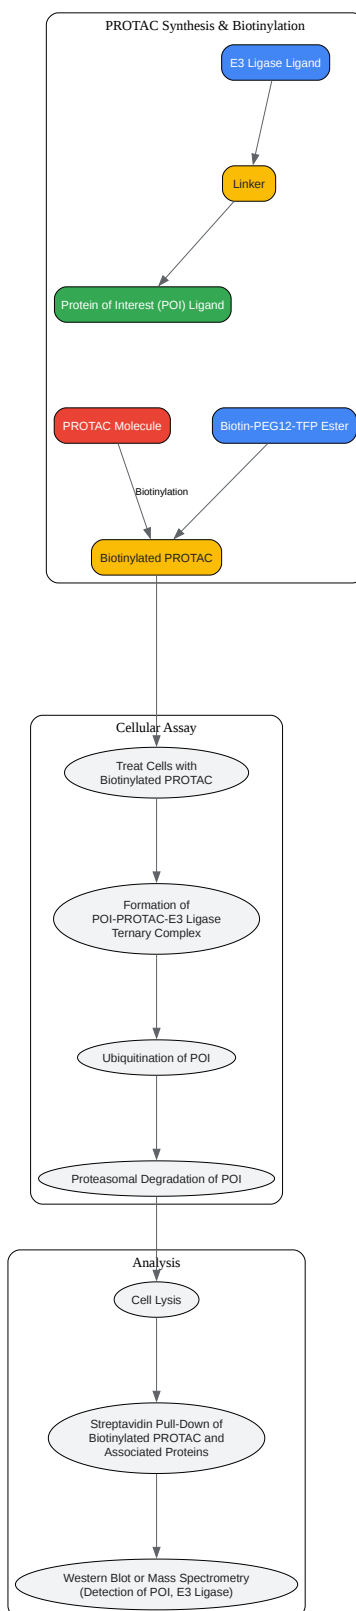 PROTAC Synthesis & Biotinylation
E3 Ligase Ligand
Linker
Protein of Interest (POI) Ligand
PROTAC Molecule
Biotin-PEG12-TFP Ester
Biotinylation
Biotinylated PROTAC
Cellular Assay
Treat Cells with
Biotinylated PROTAC
Formation of
POI-PROTAC-E3 Ligase
Ternary Complex
Ubiquitination of POI
Proteasomal Degradation of POI
Analysis
Cell Lysis
Streptavidin Pull-Down of
Biotinylated PROTAC and
Associated Proteins
Western Blot or Mass Spectrometry
(Detection of POI, E3 Ligase)